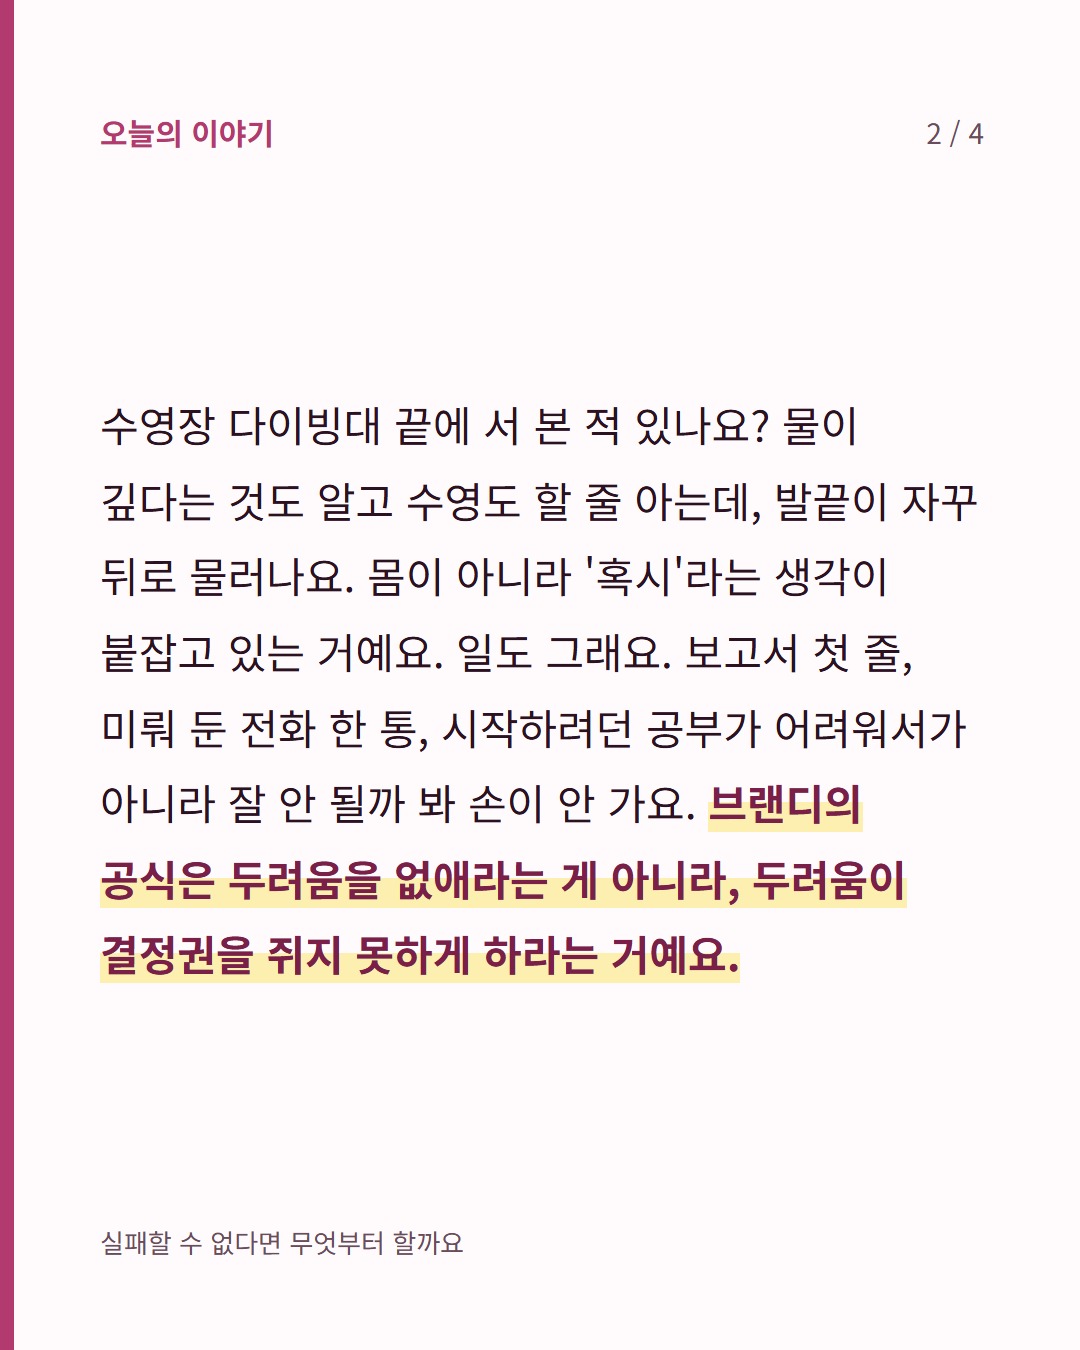 오늘의 이야기
2 / 4
수영장 다이빙대 끝에 서 본 적 있나요? 물이
깊다는 것도 알고 수영도 할 줄 아는데, 발끝이 자꾸
뒤로 물러나요. 몸이 아니라 '혹시'라는 생각이
붙잡고 있는 거예요. 일도 그래요. 보고서 첫 줄,
미뤄 둔 전화 한 통, 시작하려던 공부가 어려워서가
아니라 잘 안 될까 봐 손이 안 가요. 브랜디의
공식은 두려움을 없애라는 게 아니라, 두려움이
결정권을 쥐지 못하게 하라는 거예요.
실패할 수 없다면 무엇부터 할까요